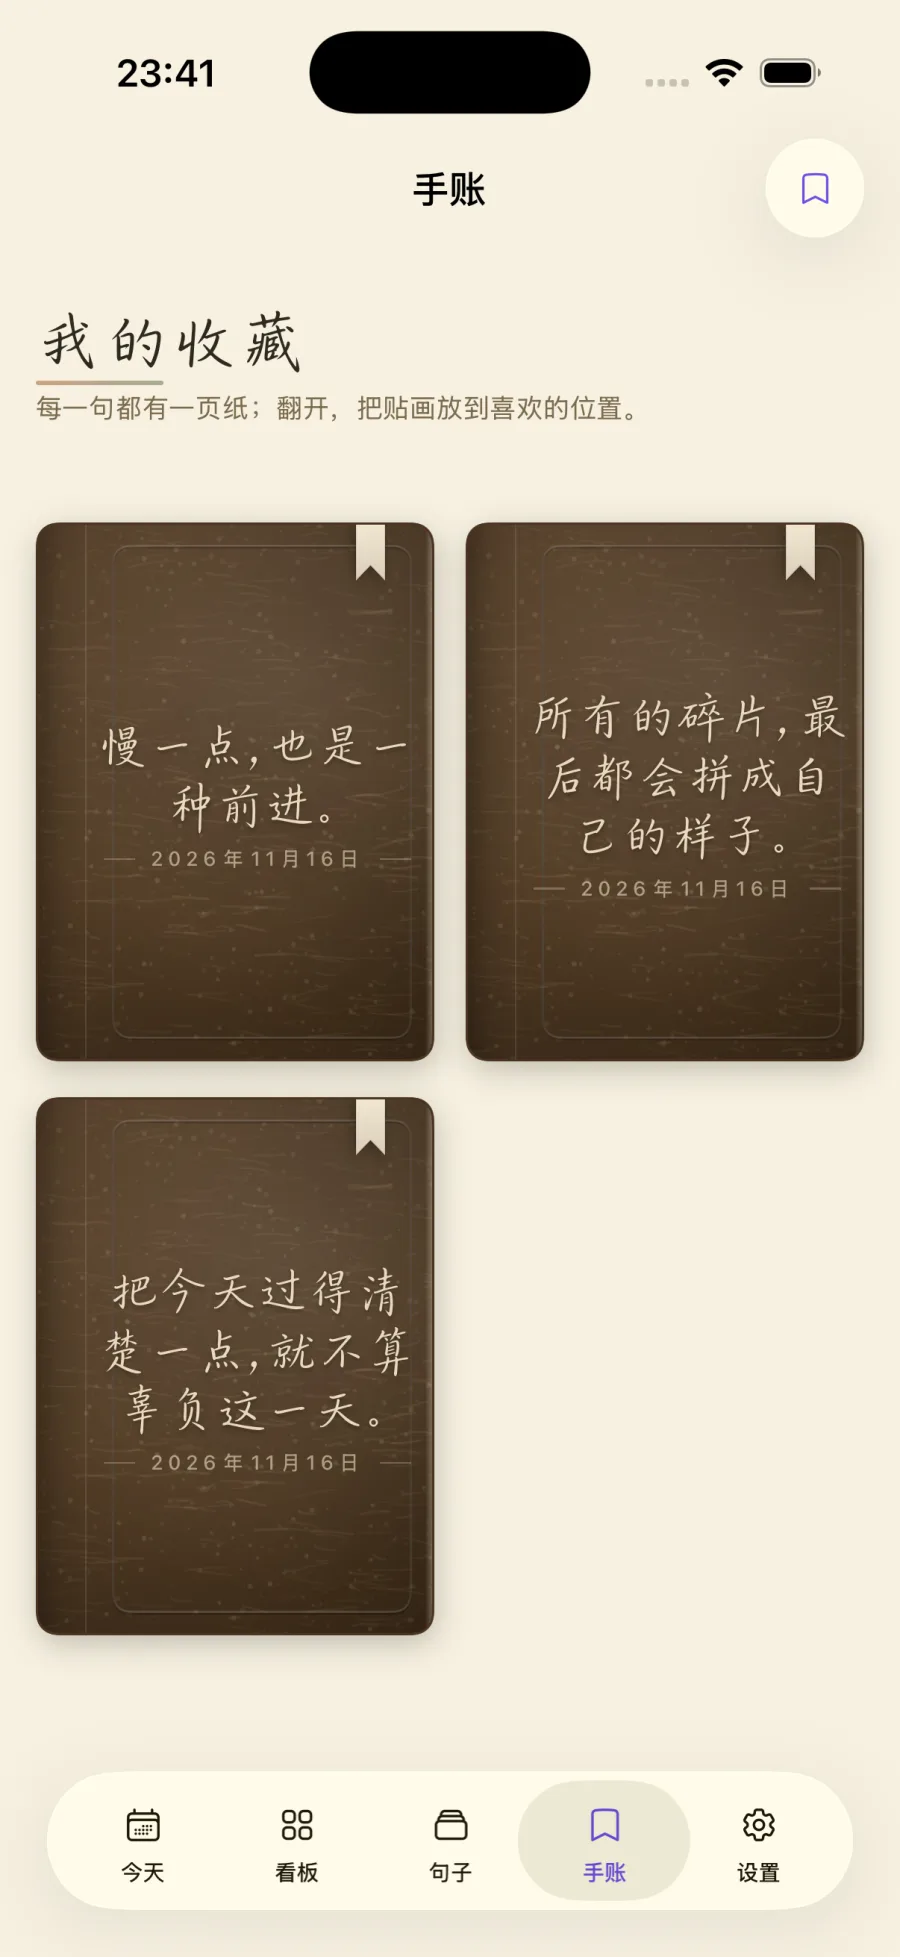 23:41
手账
我的收藏
每一句都有一页纸；翻开，把贴画放到喜欢的位置。
慢一点，也是一
种前进。
2026年11月16日
所有的碎片，最
后都会拼成自
己的样子。
2026年11月16日
把今天过得清
楚一点，就不算
辜负这一天。
2026年11月16日
今天
看板
句子
手账
设置